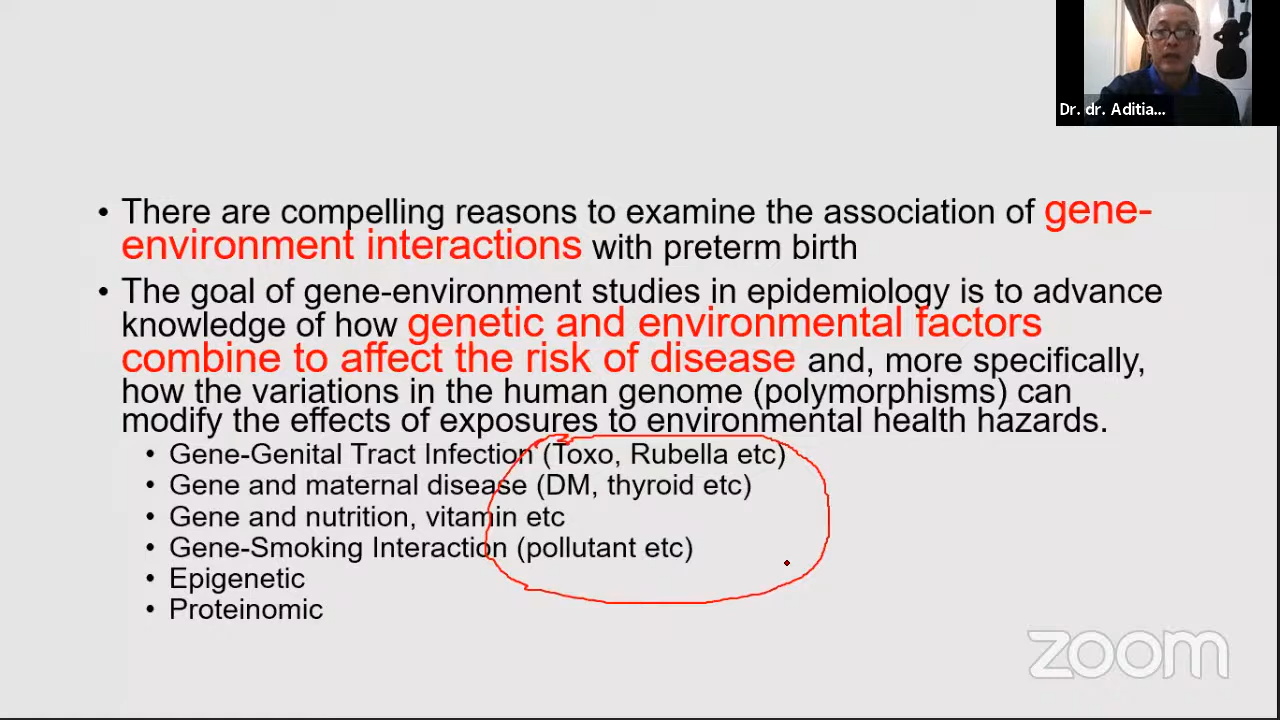 Dr. dr. Aditia...
• There are compelling reasons to examine the association of gene-
environment interactions with preterm birth
• The goal of gene-environment studies in epidemiology is to advance
knowledge of how genetic and environmental factors
combine to affect the risk of disease and, more specifically,
how the variations in the human genome (polymorphisms) can
modify the effects of exposures to environmental health hazards.
• Gene-Genital Tract Infection (Toxo, Rubella etc)
• Gene and maternal disease (DM, thyroid etc)
• Gene and nutrition, vitamin etc
• Gene-Smoking Interaction (pollutant etc)
• Epigenetic
• Proteinomic
zoom